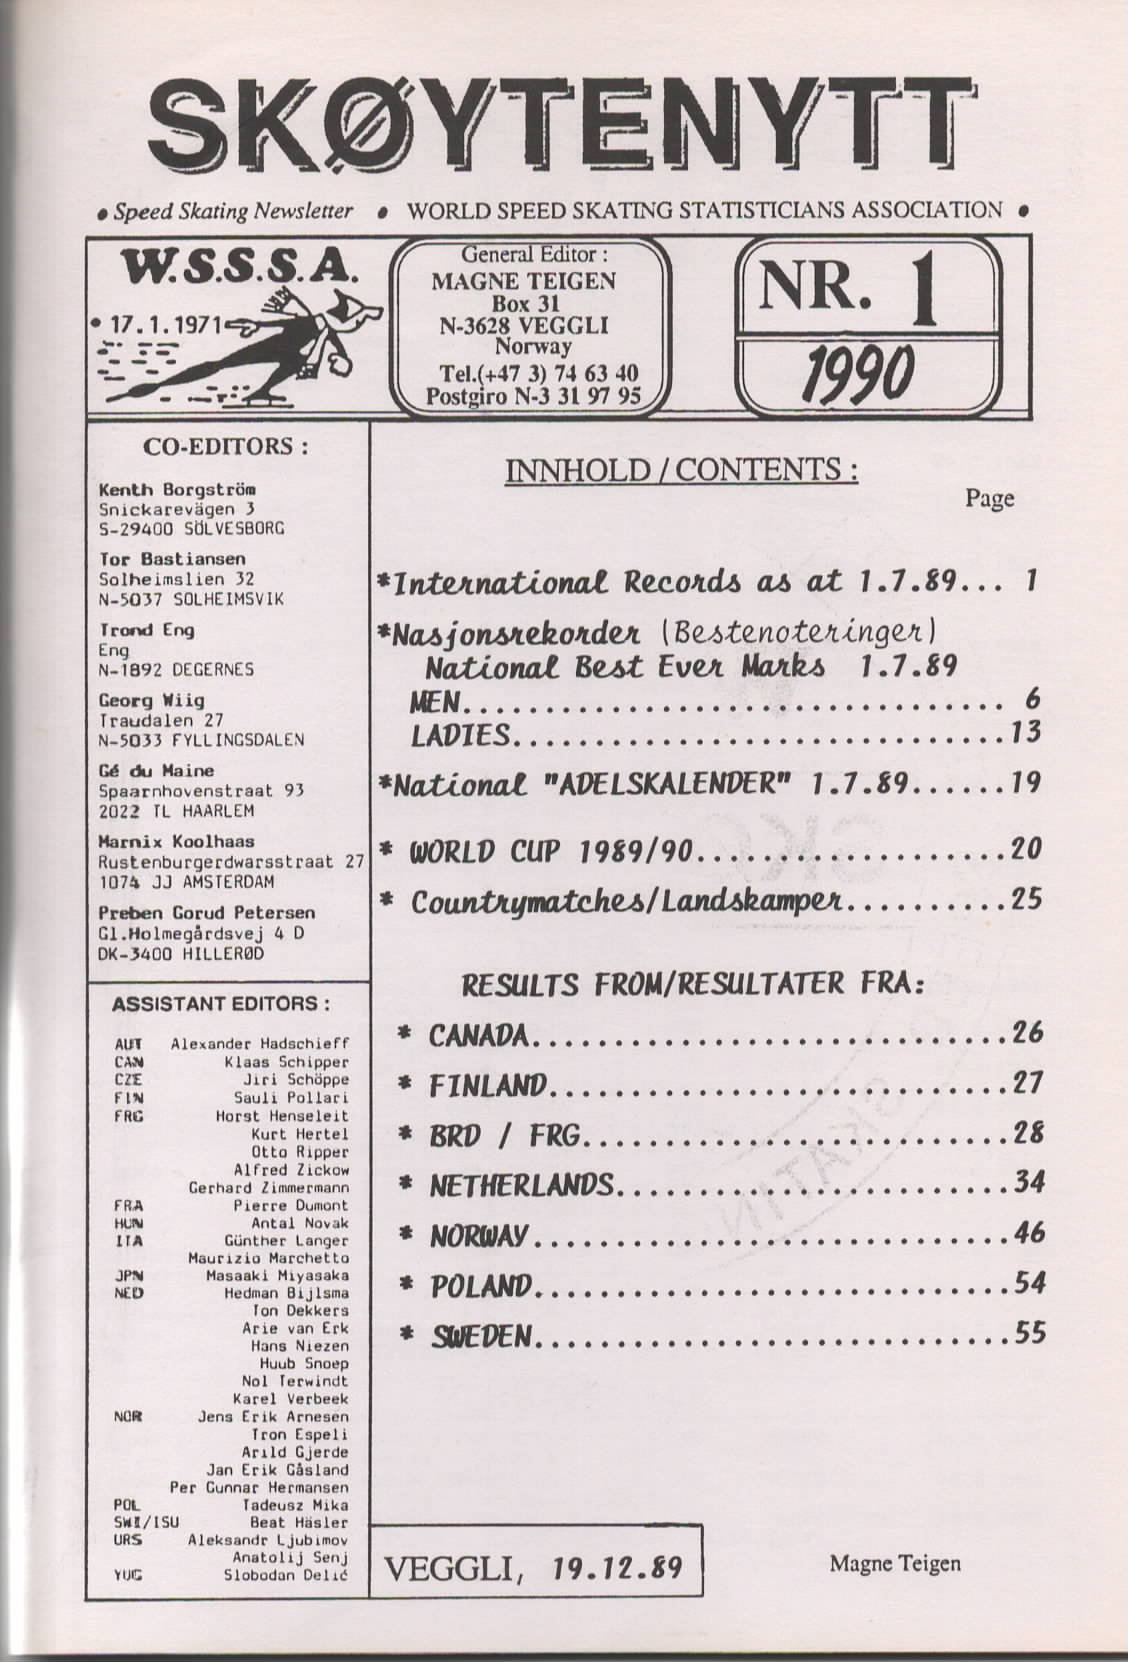 SKØYTENYTT
• Speed Skating Newsletter • WORLD SPEED SKATING STATISTICIANS ASSOCIATION •
W.S.S.S.A.
• 17.1.1971
General Editor :
MAGNE TEIGEN
Box 31
N-3628 VEGGLI
Norway
Tel.(+47 3) 74 63 40
Postgiro N-3 31 97 95
NR. 1
1990
CO-EDITORS :
Kenth Borgström
Snickarevägen 3
S-29400 SÖLVESBORG
Tor Bastiansen
Solheimslien 32
N-5037 SOLHEIMSVIK
Trond Eng
Eng
N-1892 DEGERNES
Georg Wiig
Traudalen 27
N-5033 FYLLINGSDALEN
Gé du Maine
Spaarnhovenstraat 93
2022 TL HAARLEM
Marnix Koolhaas
Rustenburgerdwarsstraat 27
1074 JJ AMSTERDAM
Preben Gorud Petersen
Gl.Holmegårdsvej 4 D
DK-3400 HILLERØD
ASSISTANT EDITORS :
AUT Alexander Hadschieff
CAN Klaas Schipper
CZE Jiri Schöppe
FIN Sauli Pollari
FRG Horst Henseleit
Kurt Hertel
Otto Ripper
Alfred Zickow
Gerhard Zimmermann
FRA Pierre Dumont
HUN Antal Novak
ITA Günther Langer
Maurizio Marchetto
JPN Masaaki Miyasaka
NED Hedman Bijlsma
Ton Dekkers
Arie van Erk
Hans Niezen
Huub Snoep
Nol Terwindt
Karel Verbeek
NOR Jens Erik Arnesen
Tron Espeli
Arild Gjerde
Jan Erik Gåsland
Per Gunnar Hermansen
POL Tadeusz Mika
SWI/ISU Beat Häsler
URS Aleksandr Ljubimov
Anatolij Senj
YUG Slobodan Delić
INNHOLD / CONTENTS :
Page
*International Records as at 1.7.89... 1
*Nasjonsrekorder (Bestenoteringer)
National Best Ever Marks 1.7.89
MEN................................. 6
LADIES..............................13
*National "ADELSKALENDER" 1.7.89......19
* WORLD CUP 1989/90...................20
* Countrymatches/Landskamper..........25
RESULTS FROM/RESULTATER FRA:
* CANADA.............................26
* FINLAND............................27
* BRD / FRG..........................28
* NETHERLANDS........................34
* NORWAY.............................46
* POLAND.............................54
* SWEDEN.............................55
VEGGLI, 19.12.89
Magne Teigen